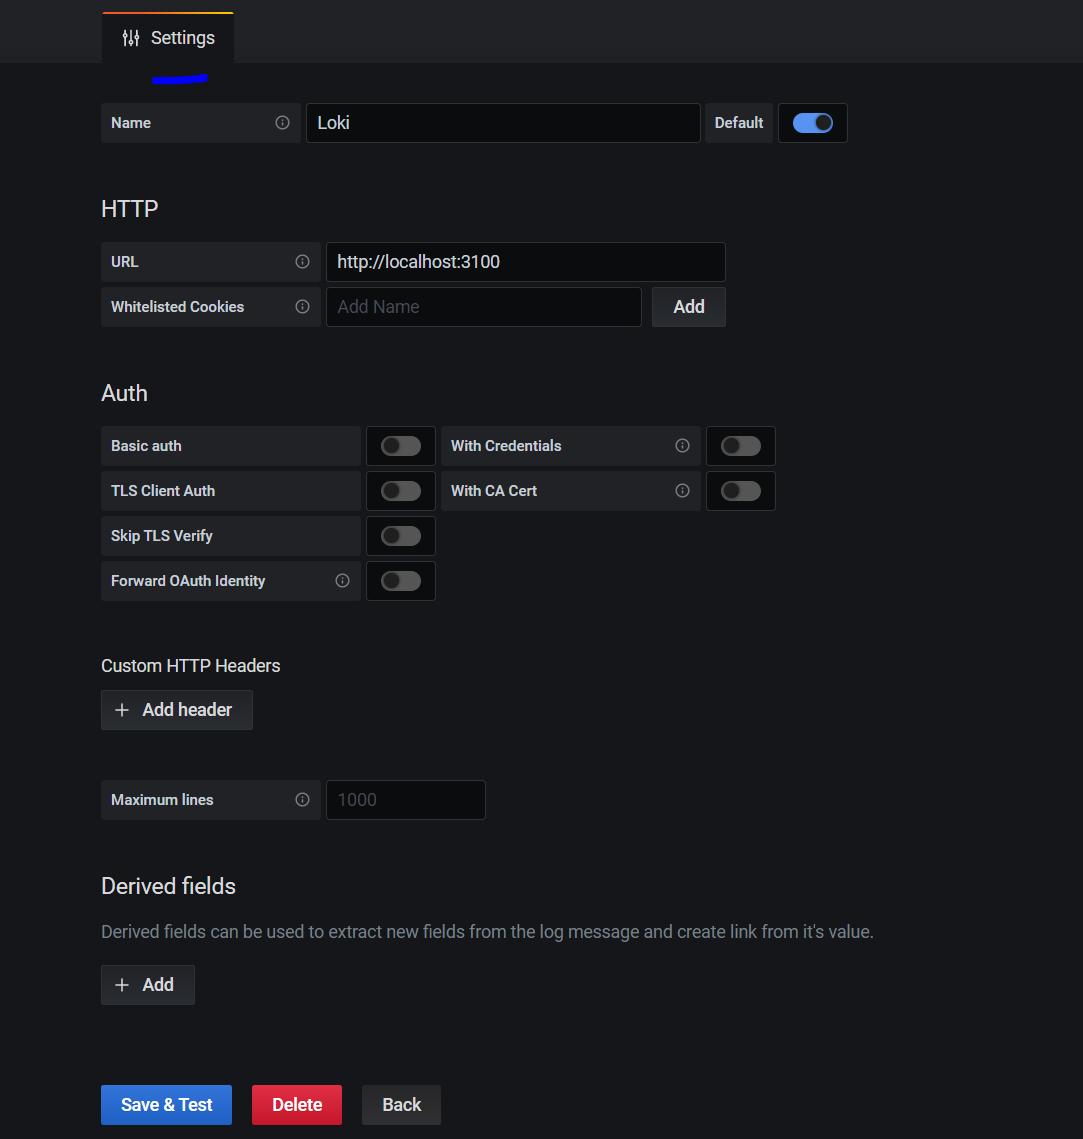 Settings
Name Loki Default
HTTP
URL http://localhost:3100
Whitelisted Cookies Add Name Add
Auth
Basic auth With Credentials
TLS Client Auth With CA Cert
Skip TLS Verify
Forward OAuth Identity
Custom HTTP Headers
Add header
Maximum lines 1000
Derived fields
Derived fields can be used to extract new fields from the log message and create link from it's value.
Add
Save & Test Delete Back